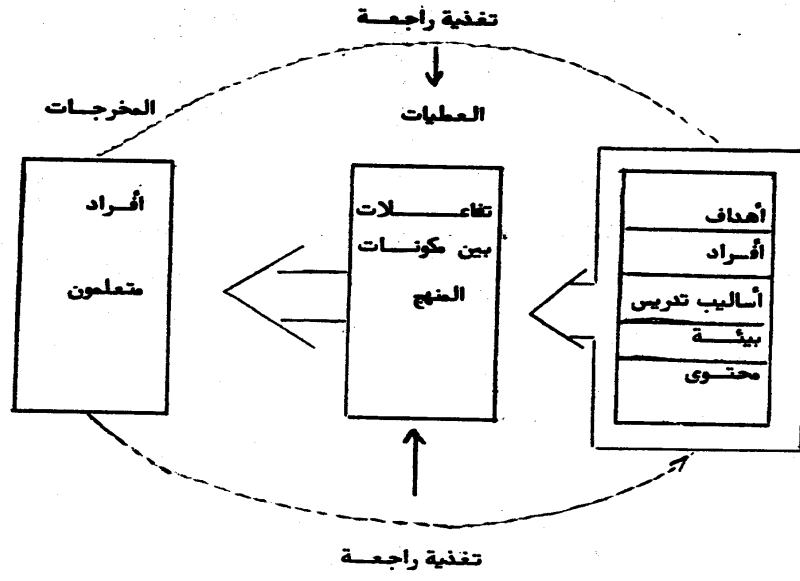 تغذية راجعة
المخرجات
العمليات
أهداف
أفراد
أساليب تدريس
بيئة
محتوى
تفاعلات
بين مكونات
المنهج
أفراد
متعلمون
تغذية راجعة